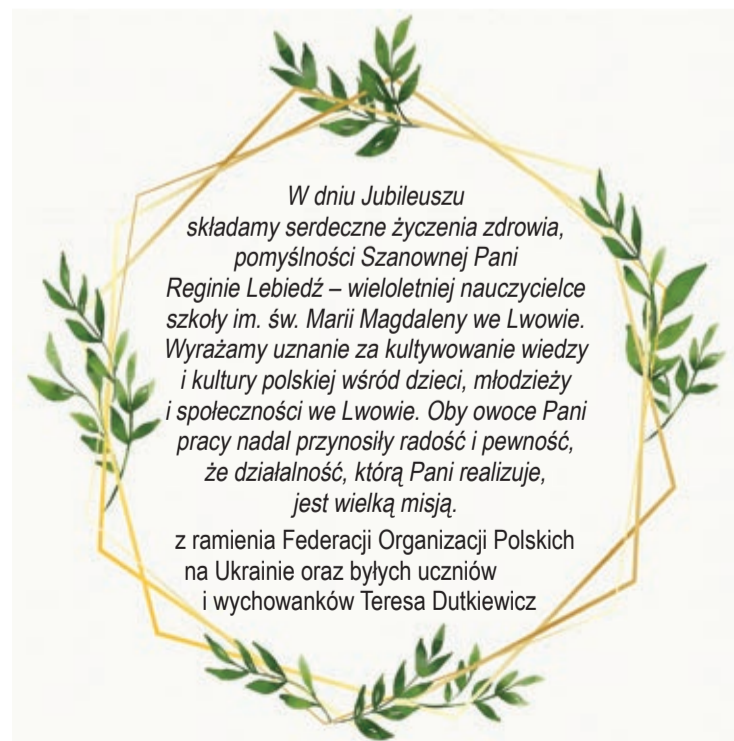 W dniu Jubileuszu
składamy serdeczne życzenia zdrowia,
pomyślności Szanownej Pani
Reginie Lebiedź – wieloletniej nauczycielce
szkoły im. św. Marii Magdaleny we Lwowie.
Wyrażamy uznanie za kultywowanie wiedzy
i kultury polskiej wśród dzieci, młodzieży
i społeczności we Lwowie. Oby owoce Pani
pracy nadal przynosiły radość i pewność,
że działalność, którą Pani realizuje,
jest wielką misją.
z ramienia Federacji Organizacji Polskich
na Ukrainie oraz byłych uczniów
i wychowanków Teresa Dutkiewicz